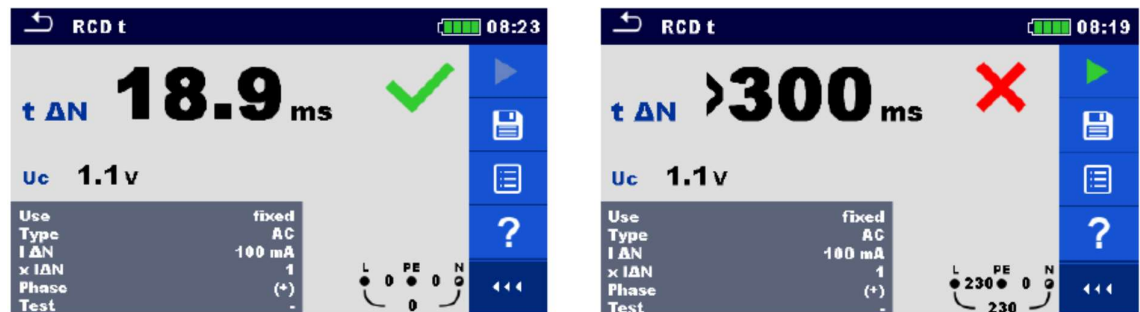 RCD t 08:23
t ΔN 18.9 ms
Uc 1.1 V
Use fixed
Type AC
I ΔN 100 mA
x IΔN 1
Phase (+)
Test -
L PE N
0 0
0
?
RCD t 08:19
t ΔN >300 ms
Uc 1.1 V
Use fixed
Type AC
I ΔN 100 mA
x IΔN 1
Phase (+)
Test -
L PE N
230 0
230
?